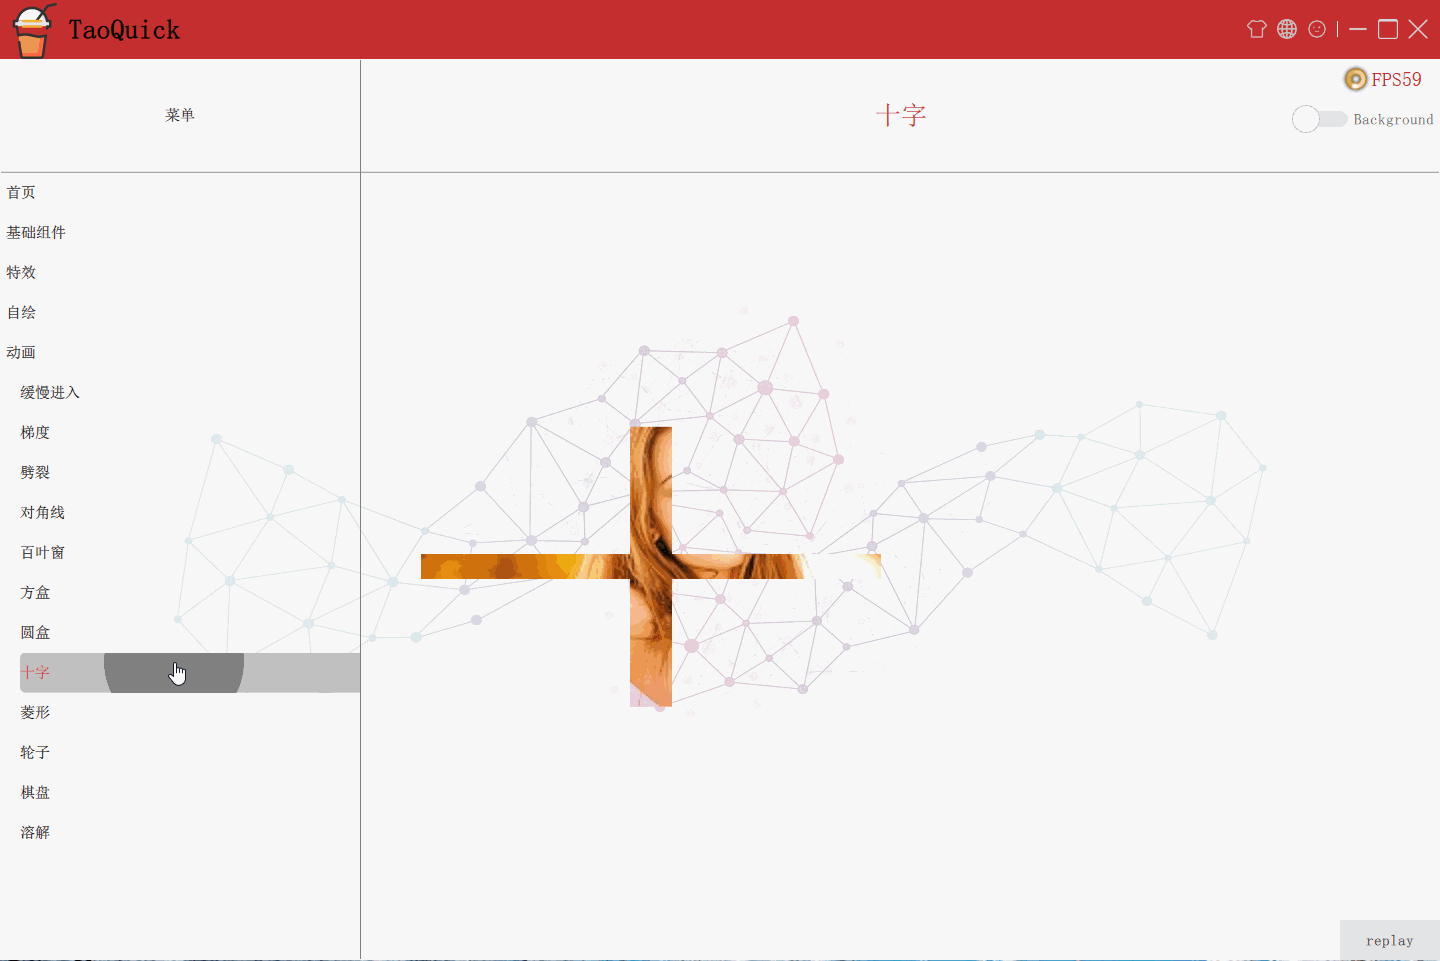 TaoQuick
FPS59
菜单
十字
Background
首页
基础组件
特效
自绘
动画
缓慢进入
梯度
劈裂
对角线
百叶窗
方盒
圆盒
十字
菱形
轮子
棋盘
溶解
replay